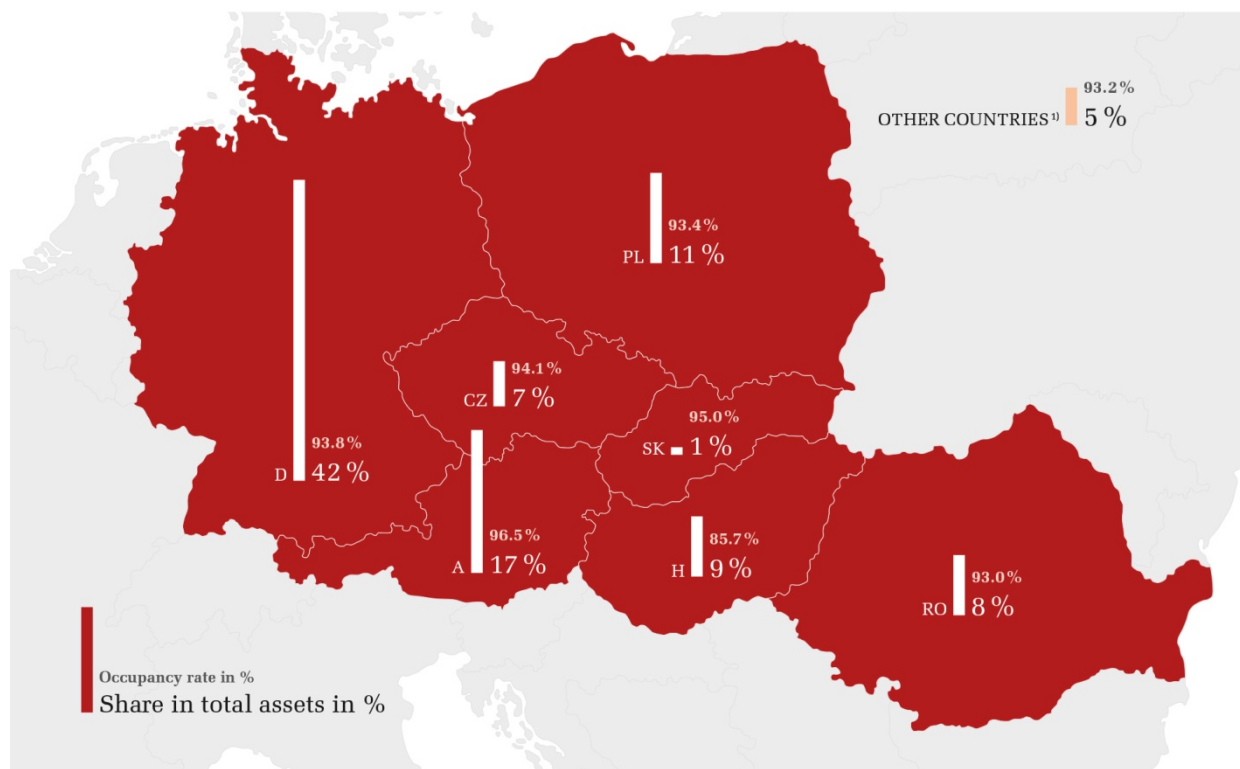 93.2 %
OTHER COUNTRIES 1) 5 %
93.4 %
PL 11 %
94.1 %
CZ 7 %
95.0 %
SK 1 %
93.8 %
D 42 %
96.5 %
A 17 %
85.7 %
H 9 %
93.0 %
RO 8 %
Occupancy rate in %
Share in total assets in %